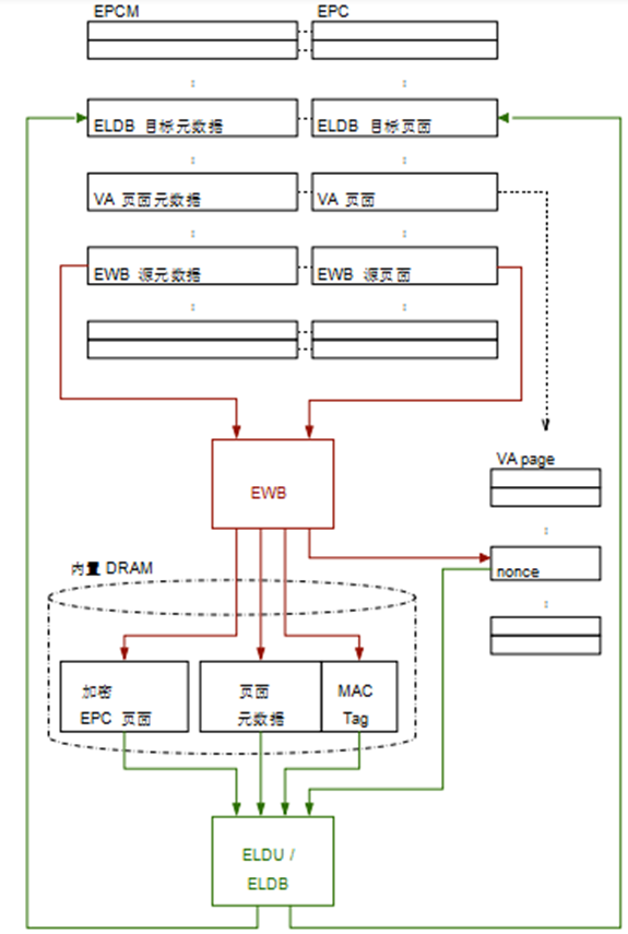 EPCM EPC
ELDB 目标元数据 ELDB 目标页面
VA 页面元数据 VA 页面
EWB 源元数据 EWB 源页面
EWB
VA page
内置 DRAM
nonce
加密 页面 MAC
EPC 页面 元数据 Tag
ELDU /
ELDB